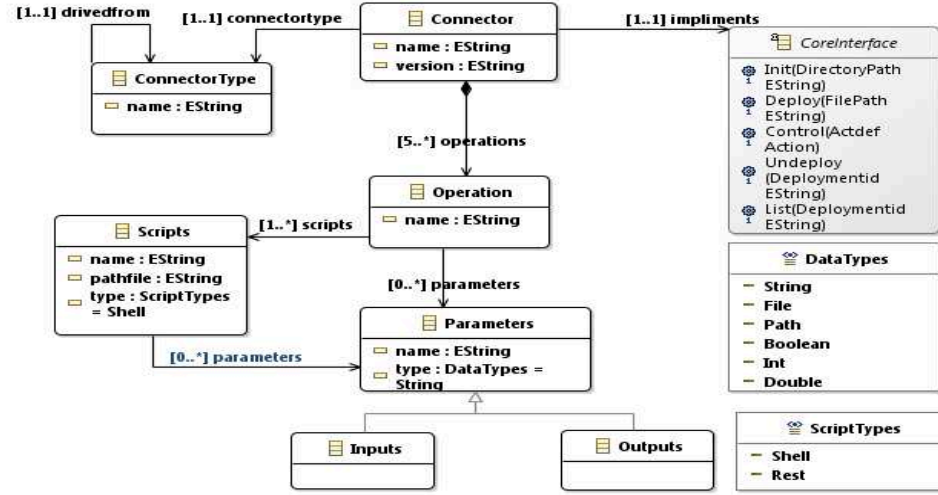 [1..1] drivedfrom
[1..1] connectortype
Connector
name : EString
version : EString
[1..1] impliments
CoreInterface
Init(DirectoryPath
EString)
Deploy(FilePath
EString)
Control(Actdef
Action)
Undeploy
(Deploymentid
EString)
List(Deploymentid
EString)
ConnectorType
name : EString
[5..*] operations
Operation
name : EString
[1..*] scripts
Scripts
name : EString
pathfile : EString
type : ScriptTypes
= Shell
[0..*] parameters
Parameters
name : EString
type : DataTypes =
String
[0..*] parameters
Inputs
Outputs
DataTypes
String
File
Path
Boolean
Int
Double
ScriptTypes
Shell
Rest